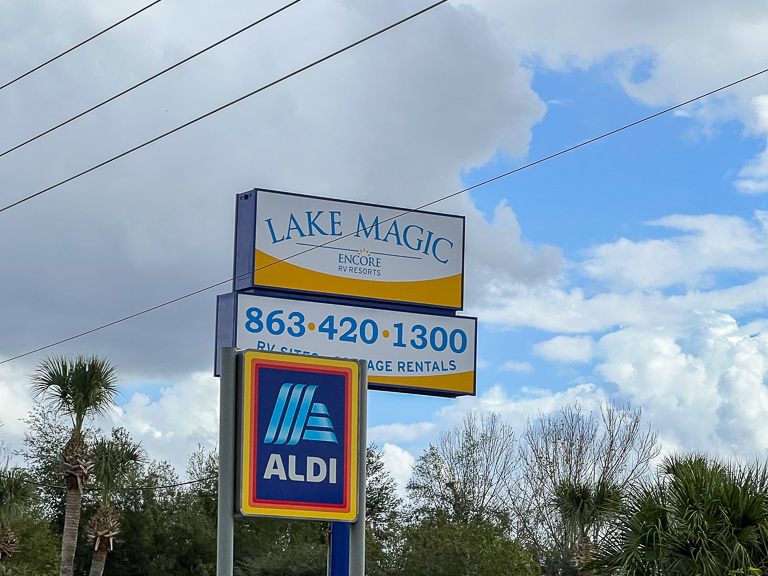 LAKE MAGIC
ENCORE
RV RESORTS
863·420·1300
RV SITES RENTALS
ALDI